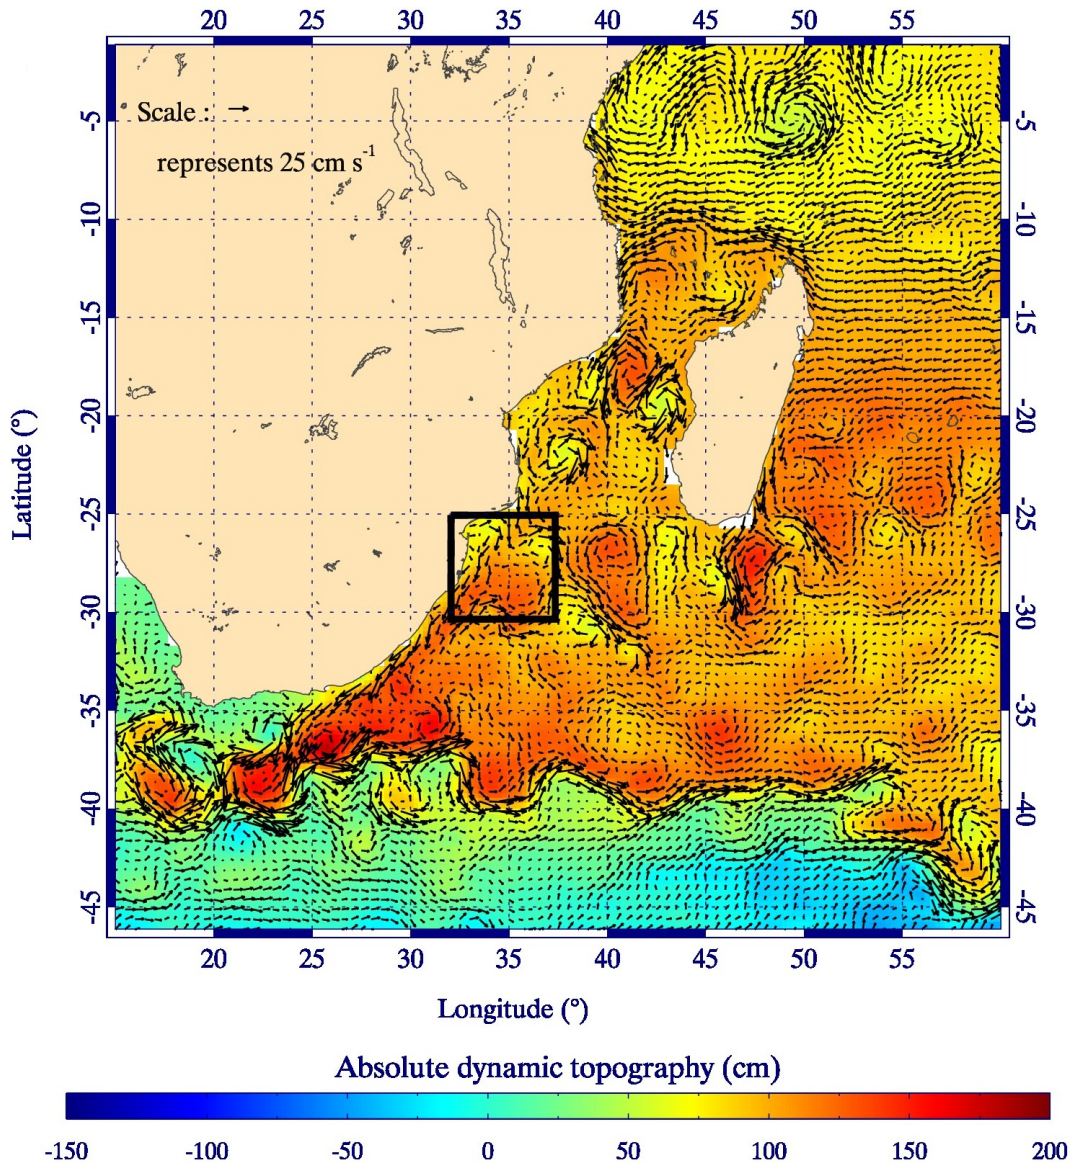 20 25 30 35 40 45 50 55
Scale :
represents 25 cm s-1
-5 -5
-10 -10
-15 -15
-20 -20
-25 -25
-30 -30
-35 -35
-40 -40
-45 -45
Latitude (°)
20 25 30 35 40 45 50 55
Longitude (°)
Absolute dynamic topography (cm)
-150 -100 -50 0 50 100 150 200